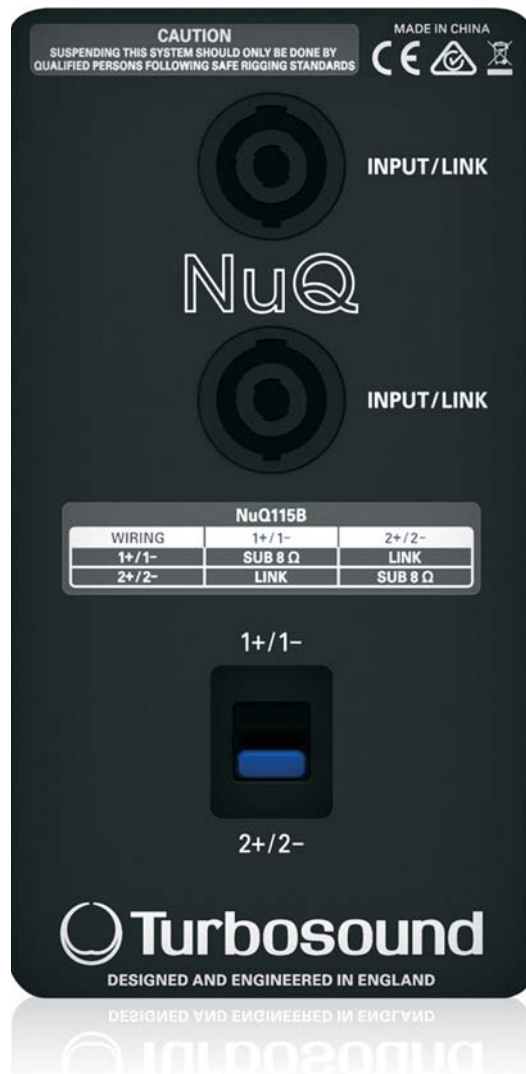 CAUTION
SUSPENDING THIS SYSTEM SHOULD ONLY BE DONE BY
QUALIFIED PERSONS FOLLOWING SAFE RIGGING STANDARDS
MADE IN CHINA
CE
INPUT/LINK
NuQ
INPUT/LINK
NuQ115B
WIRING 1+/1- 2+/2-
1+/1- SUB 8 Ω LINK
2+/2- LINK SUB 8 Ω
1+/1-
2+/2-
Turbosound
DESIGNED AND ENGINEERED IN ENGLAND